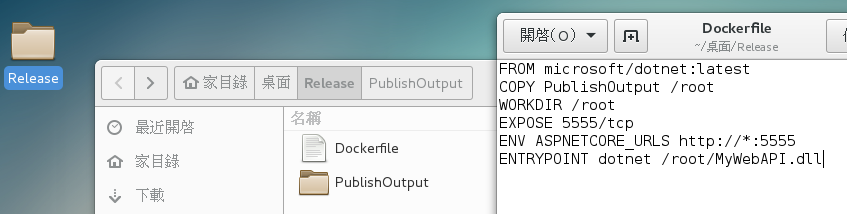 Release
家目錄
桌面
Release
PublishOutput
最近開啓
家目錄
下載
名稱
Dockerfile
PublishOutput
開啓(O)
Dockerfile
~/桌面/Release
FROM microsoft/dotnet:latest
COPY PublishOutput /root
WORKDIR /root
EXPOSE 5555/tcp
ENV ASPNETCORE_URLS http://*:5555
ENTRYPOINT dotnet /root/MyWebAPI.dll